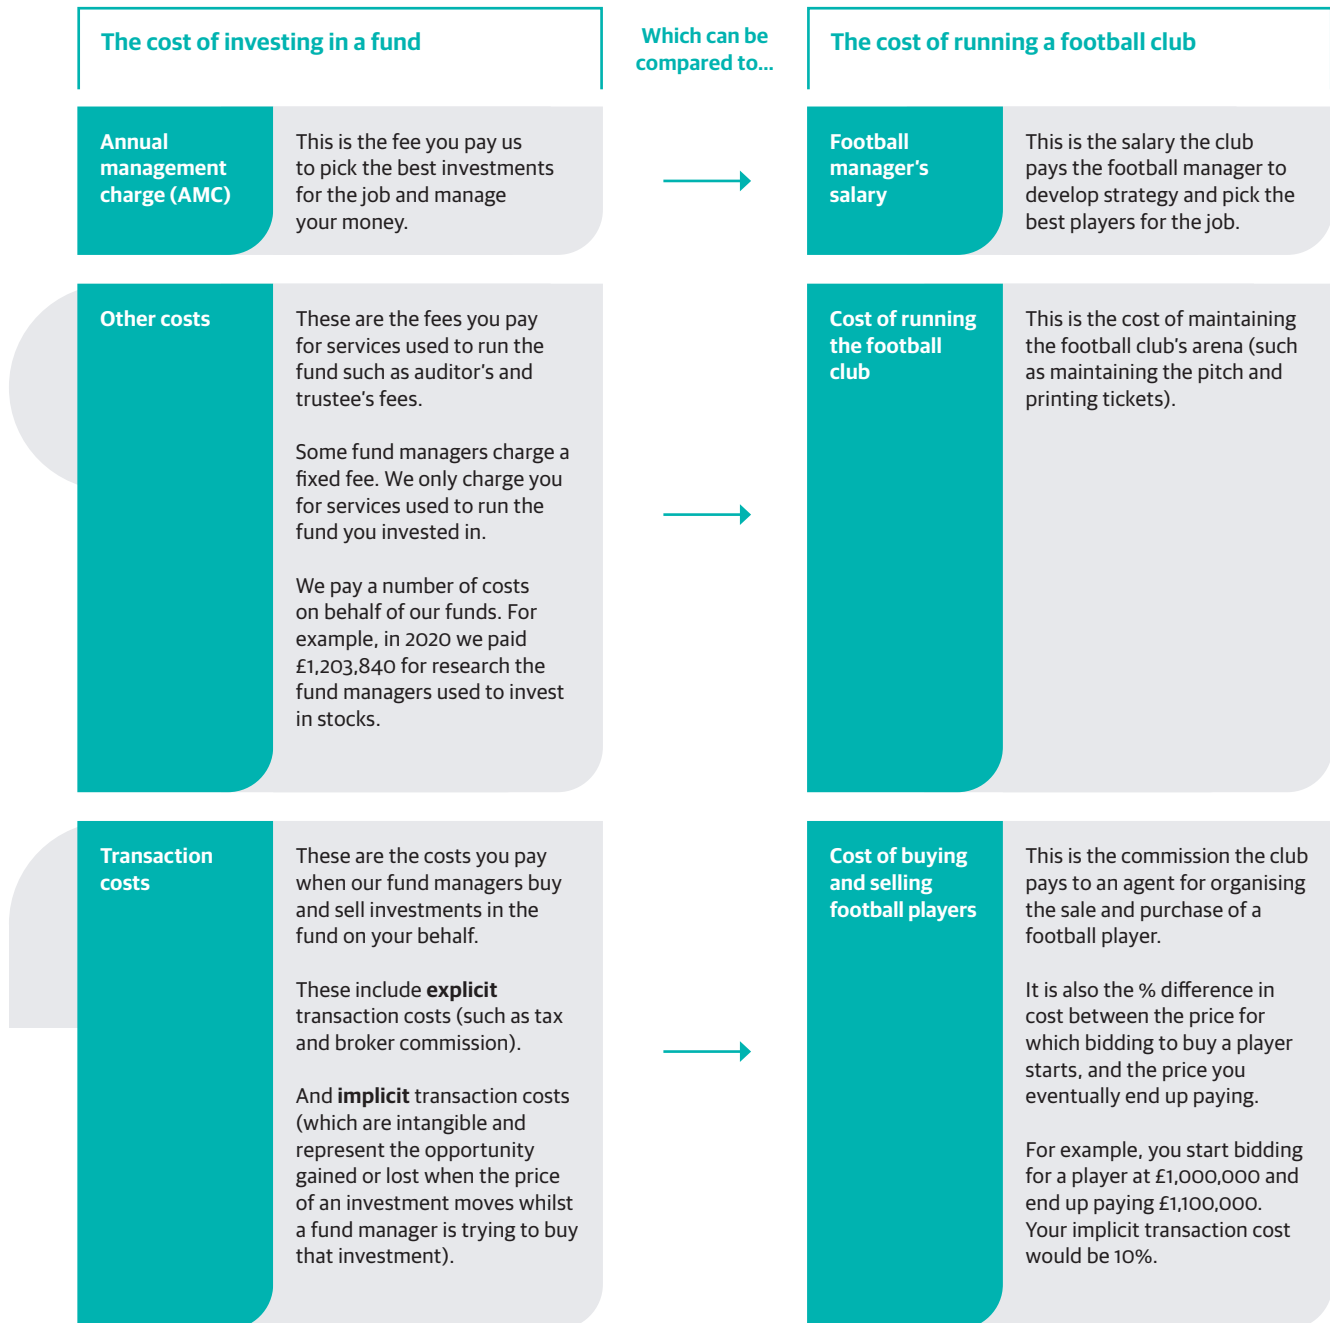 The cost of investing in a fund
Which can be
compared to...
The cost of running a football club
Annual
management
charge (AMC)
This is the fee you pay us
to pick the best investments
for the job and manage
your money.
Football
manager's
salary
This is the salary the club
pays the football manager to
develop strategy and pick the
best players for the job.
Other costs
These are the fees you pay
for services used to run the
fund such as auditor's and
trustee's fees.
Some fund managers charge a
fixed fee. We only charge you
for services used to run the
fund you invested in.
We pay a number of costs
on behalf of our funds. For
example, in 2020 we paid
£1,203,840 for research the
fund managers used to invest
in stocks.
Cost of running
the football
club
This is the cost of maintaining
the football club's arena (such
as maintaining the pitch and
printing tickets).
Transaction
costs
These are the costs you pay
when our fund managers buy
and sell investments in the
fund on your behalf.
These include explicit
transaction costs (such as tax
and broker commission).
And implicit transaction costs
(which are intangible and
represent the opportunity
gained or lost when the price
of an investment moves whilst
a fund manager is trying to buy
that investment).
Cost of buying
and selling
football players
This is the commission the club
pays to an agent for organising
the sale and purchase of a
football player.
It is also the % difference in
cost between the price for
which bidding to buy a player
starts, and the price you
eventually end up paying.
For example, you start bidding
for a player at £1,000,000 and
end up paying £1,100,000.
Your implicit transaction cost
would be 10%.